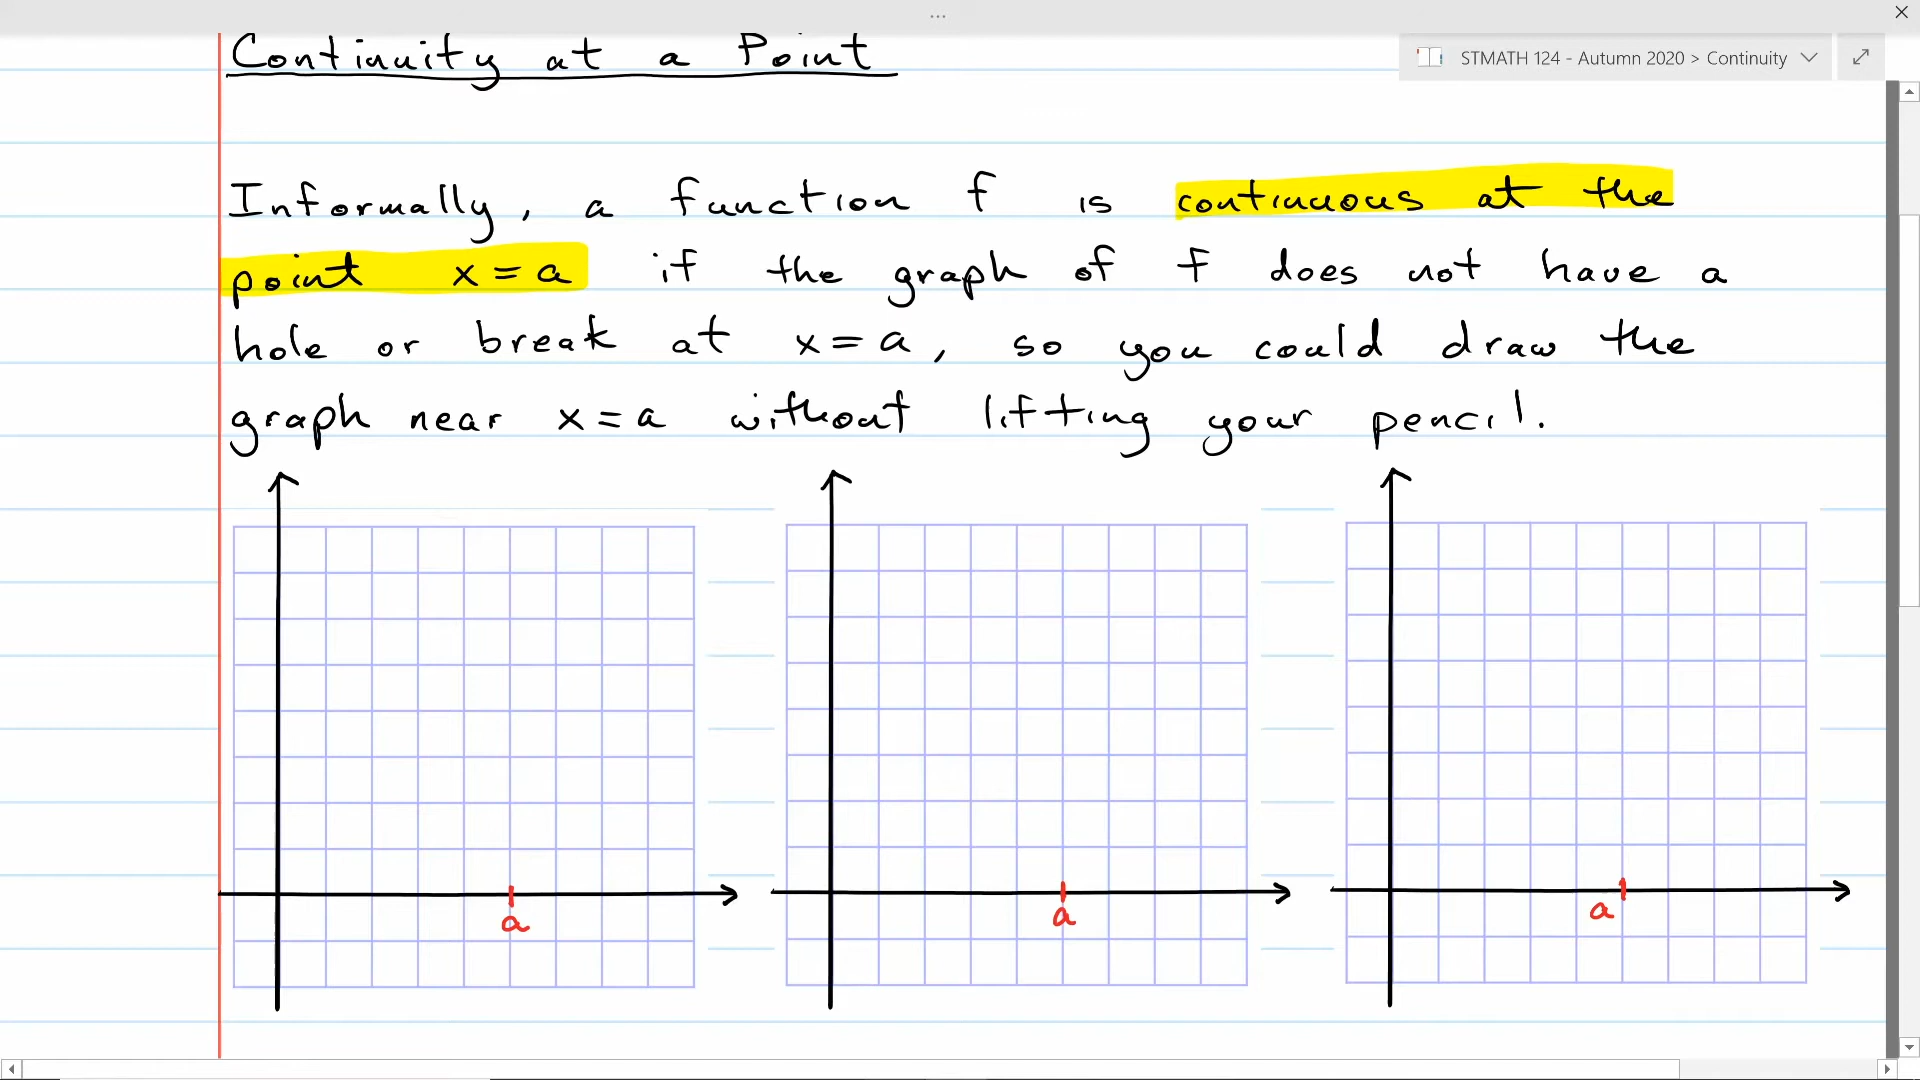 ...
Continuity at a Point
STMATH 124 - Autumn 2020 > Continuity
Informally, a function f is continuous at the
point x = a if the graph of f does not have a
hole or break at x = a, so you could draw the
graph near x = a without lifting your pencil.
a
a
a